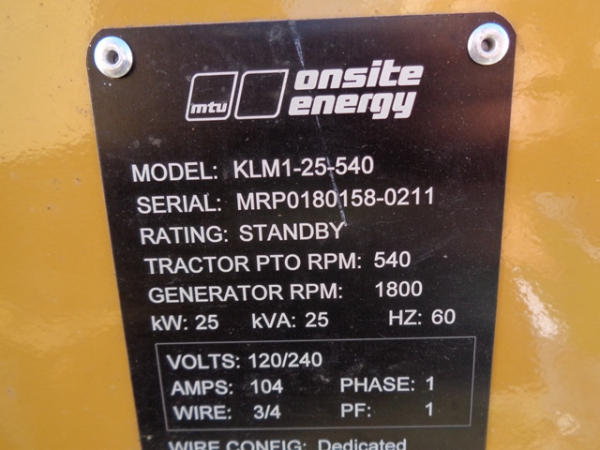 mtu onsite energy
MODEL: KLM1-25-540
SERIAL: MRP0180158-0211
RATING: STANDBY
TRACTOR PTO RPM: 540
GENERATOR RPM: 1800
kW: 25 kVA: 25 HZ: 60
VOLTS: 120/240
AMPS: 104 PHASE: 1
WIRE: 3/4 PF: 1
WIRE CONFIG: Dedicated